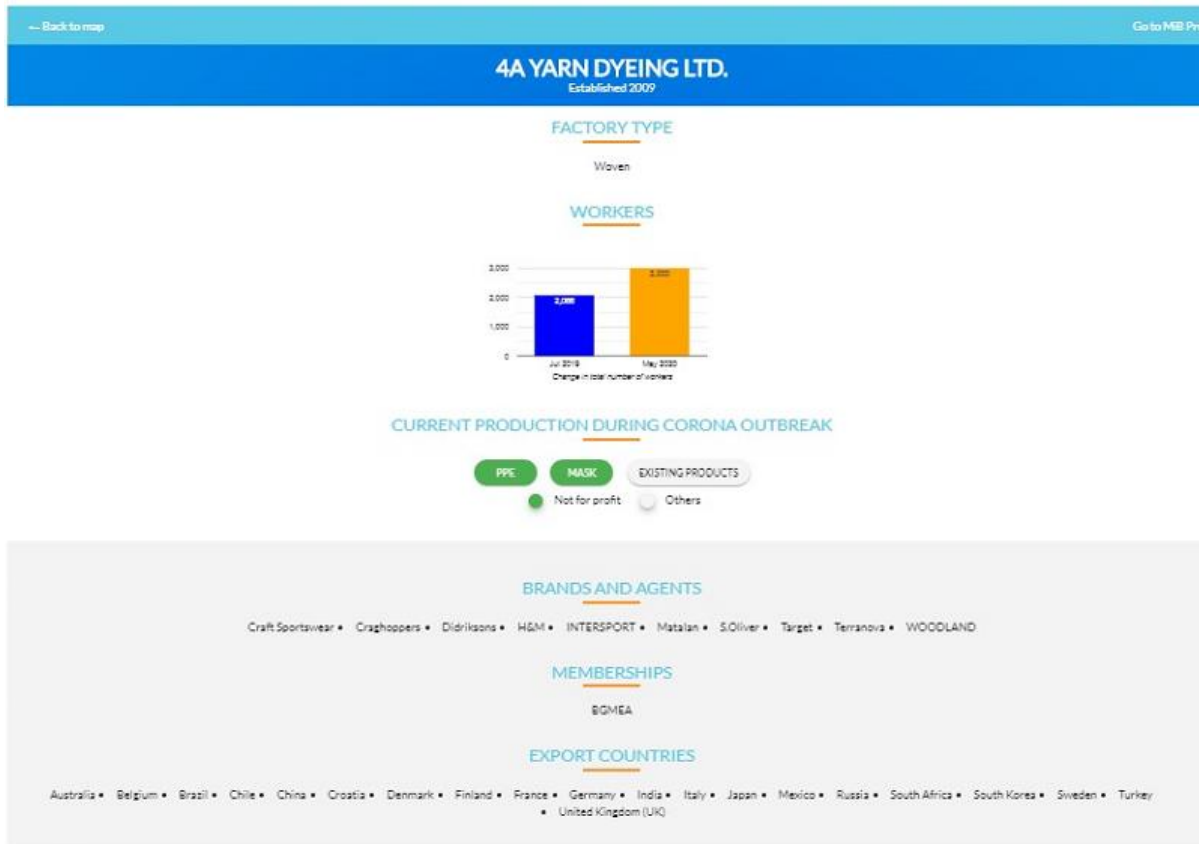 ← Back to map
Go to MiB Pr
4A YARN DYEING LTD.
Established 2009
FACTORY TYPE
Woven
WORKERS
3,000
2,000
1,000
0
2,088
3,000
Jul 2019
May 2020
Change in total number of workers
CURRENT PRODUCTION DURING CORONA OUTBREAK
PPE MASK EXISTING PRODUCTS
Not for profit Others
BRANDS AND AGENTS
Craft Sportswear • Craghoppers • Didriksons • H&M • INTERSPORT • Matalan • S.Oliver • Target • Terranova • WOODLAND
MEMBERSHIPS
BGMEA
EXPORT COUNTRIES
Australia • Belgium • Brazil • Chile • China • Croatia • Denmark • Finland • France • Germany • India • Italy • Japan • Mexico • Russia • South Africa • South Korea • Sweden • Turkey
• United Kingdom (UK)